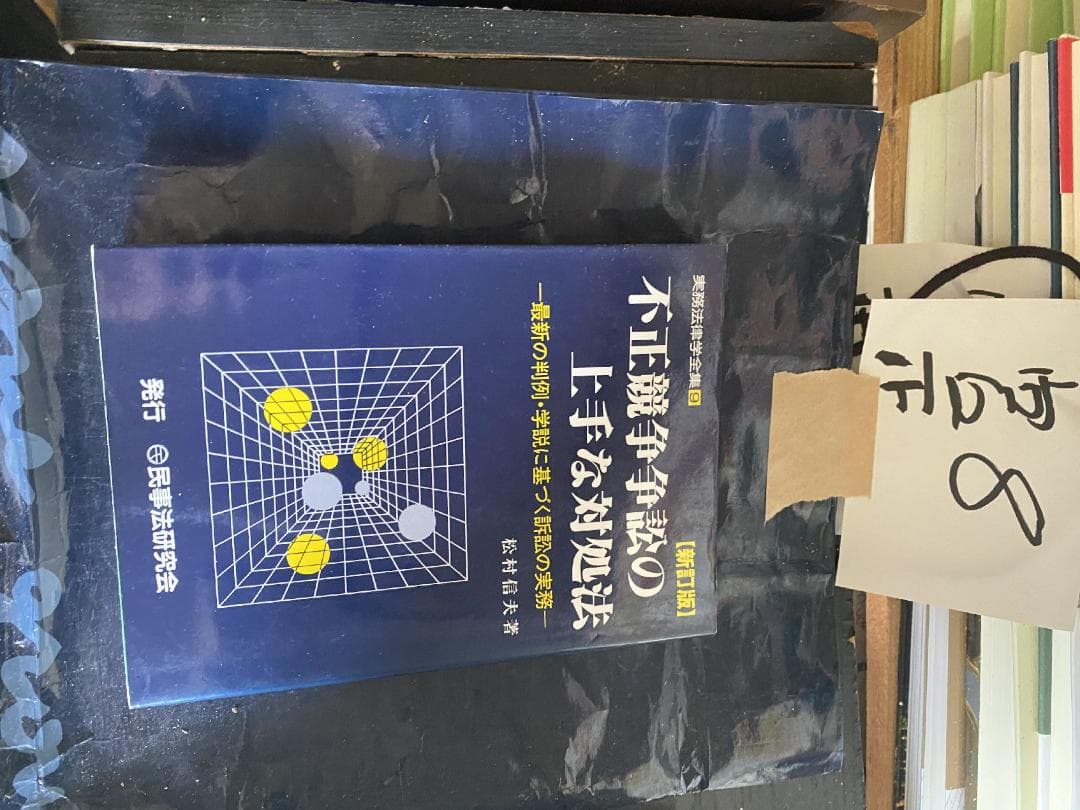 実務法律学全集9
【新訂版】
不正競争争訟の
上手な対処法
―最新の判例・学説に基づく訴訟の実務―
松村信夫著
発行 民事法研究会
8